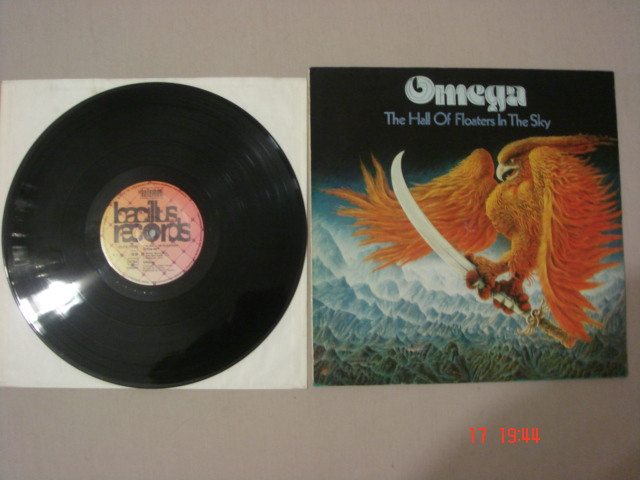 bacillus
records
Omega
The Hall Of Floaters In The Sky
17 19:44